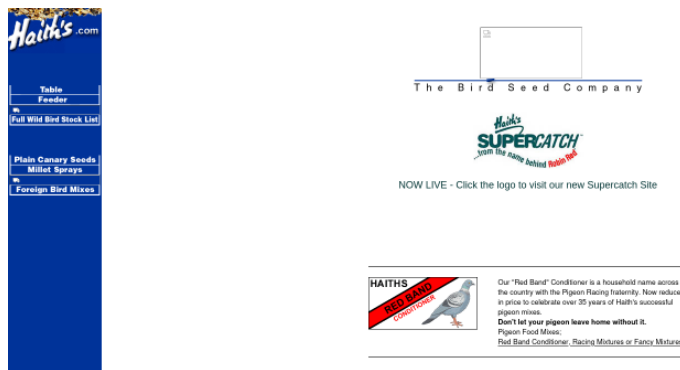 Haith's.com
Table
Feeder
Full Wild Bird Stock List
Plain Canary Seeds
Millet Sprays
Foreign Bird Mixes
The Bird Seed Company
Haith's
SUPERCATCH™
...from the name behind Robin Red
NOW LIVE - Click the logo to visit our new Supercatch Site
HAITHS
RED BAND
CONDITIONER
Our "Red Band" Conditioner is a household name across
the country with the Pigeon Racing fraternity. Now reduce
in price to celebrate over 35 years of Haith's successful
pigeon mixes.
Don't let your pigeon leave home without it.
Pigeon Food Mixes;
Red Band Conditioner, Racing Mixtures or Fancy Mixtures